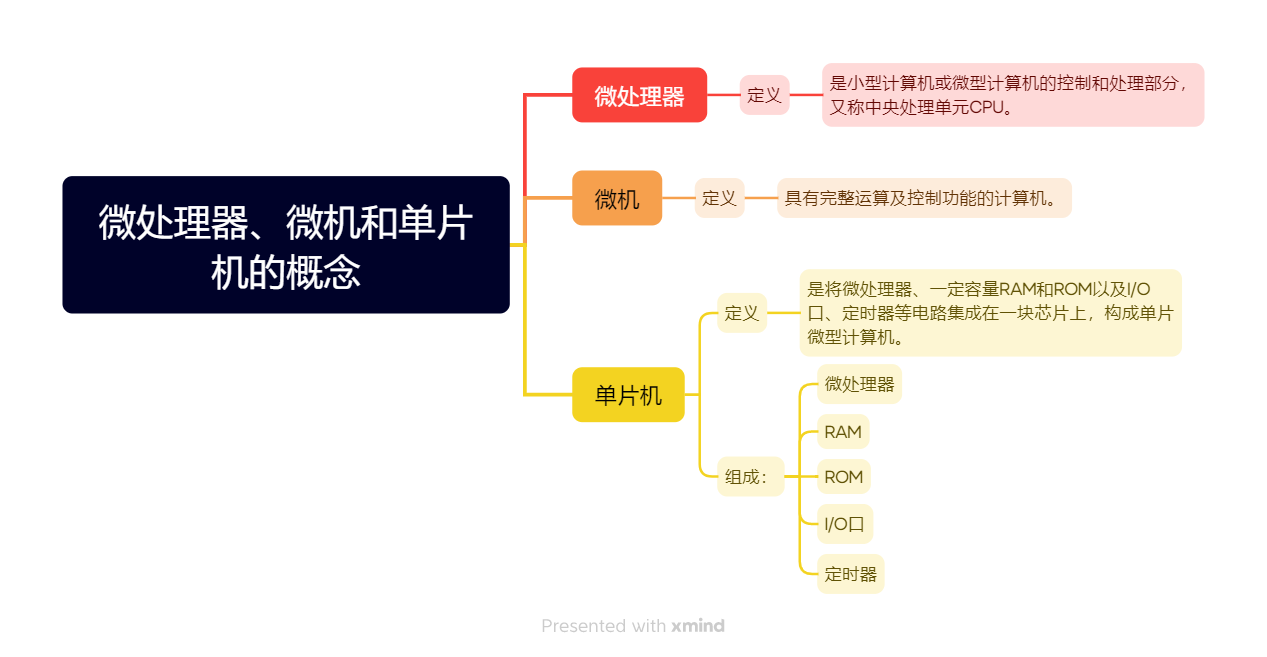 微处理器、微机和单片
机的概念
微处理器
定义
是小型计算机或微型计算机的控制和处理部分，
又称中央处理单元CPU。
微机
定义
具有完整运算及控制功能的计算机。
单片机
定义
是将微处理器、一定容量RAM和ROM以及I/O
口、定时器等电路集成在一块芯片上，构成单片
微型计算机。
组成：
微处理器
RAM
ROM
I/O口
定时器
Presented with xmind